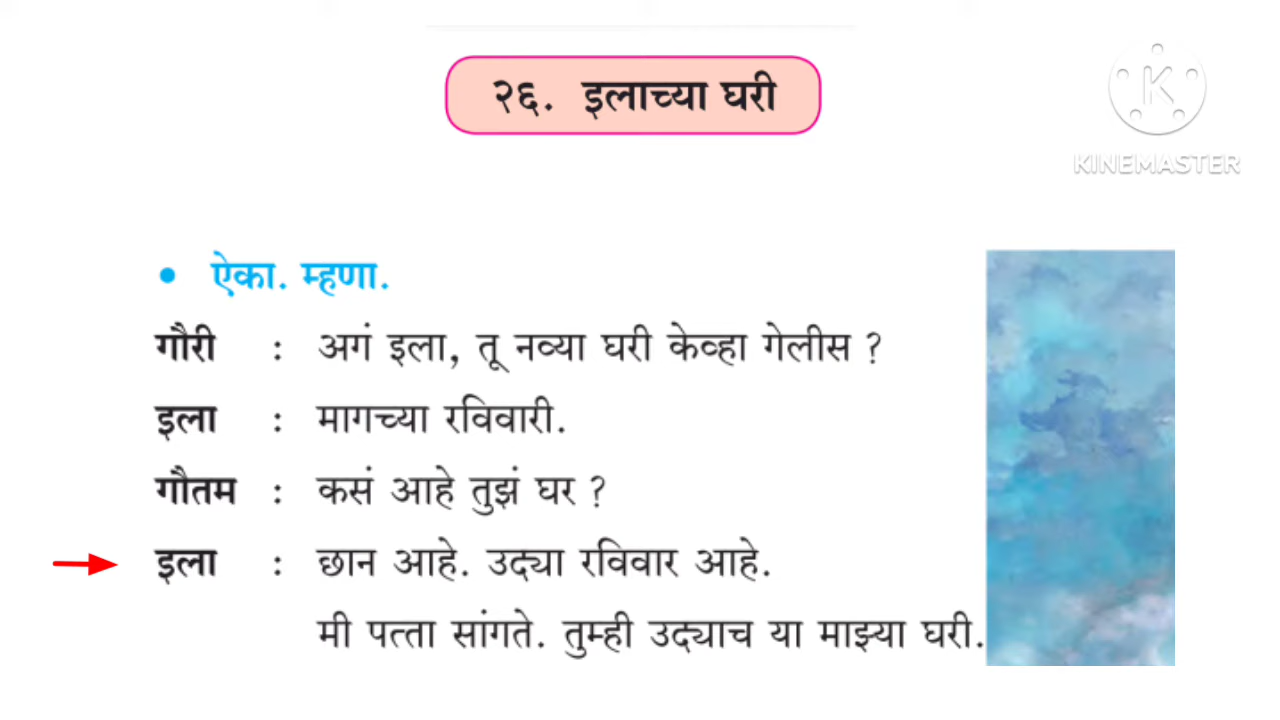 २६. इलाच्या घरी
KINEMASTER
• ऐका. म्हणा.
गौरी : अगं इला, तू नव्या घरी केव्हा गेलीस ?
इला : मागच्या रविवारी.
गौतम : कसं आहे तुझं घर ?
इला : छान आहे. उद्या रविवार आहे.
मी पत्ता सांगते. तुम्ही उद्याच या माझ्या घरी.